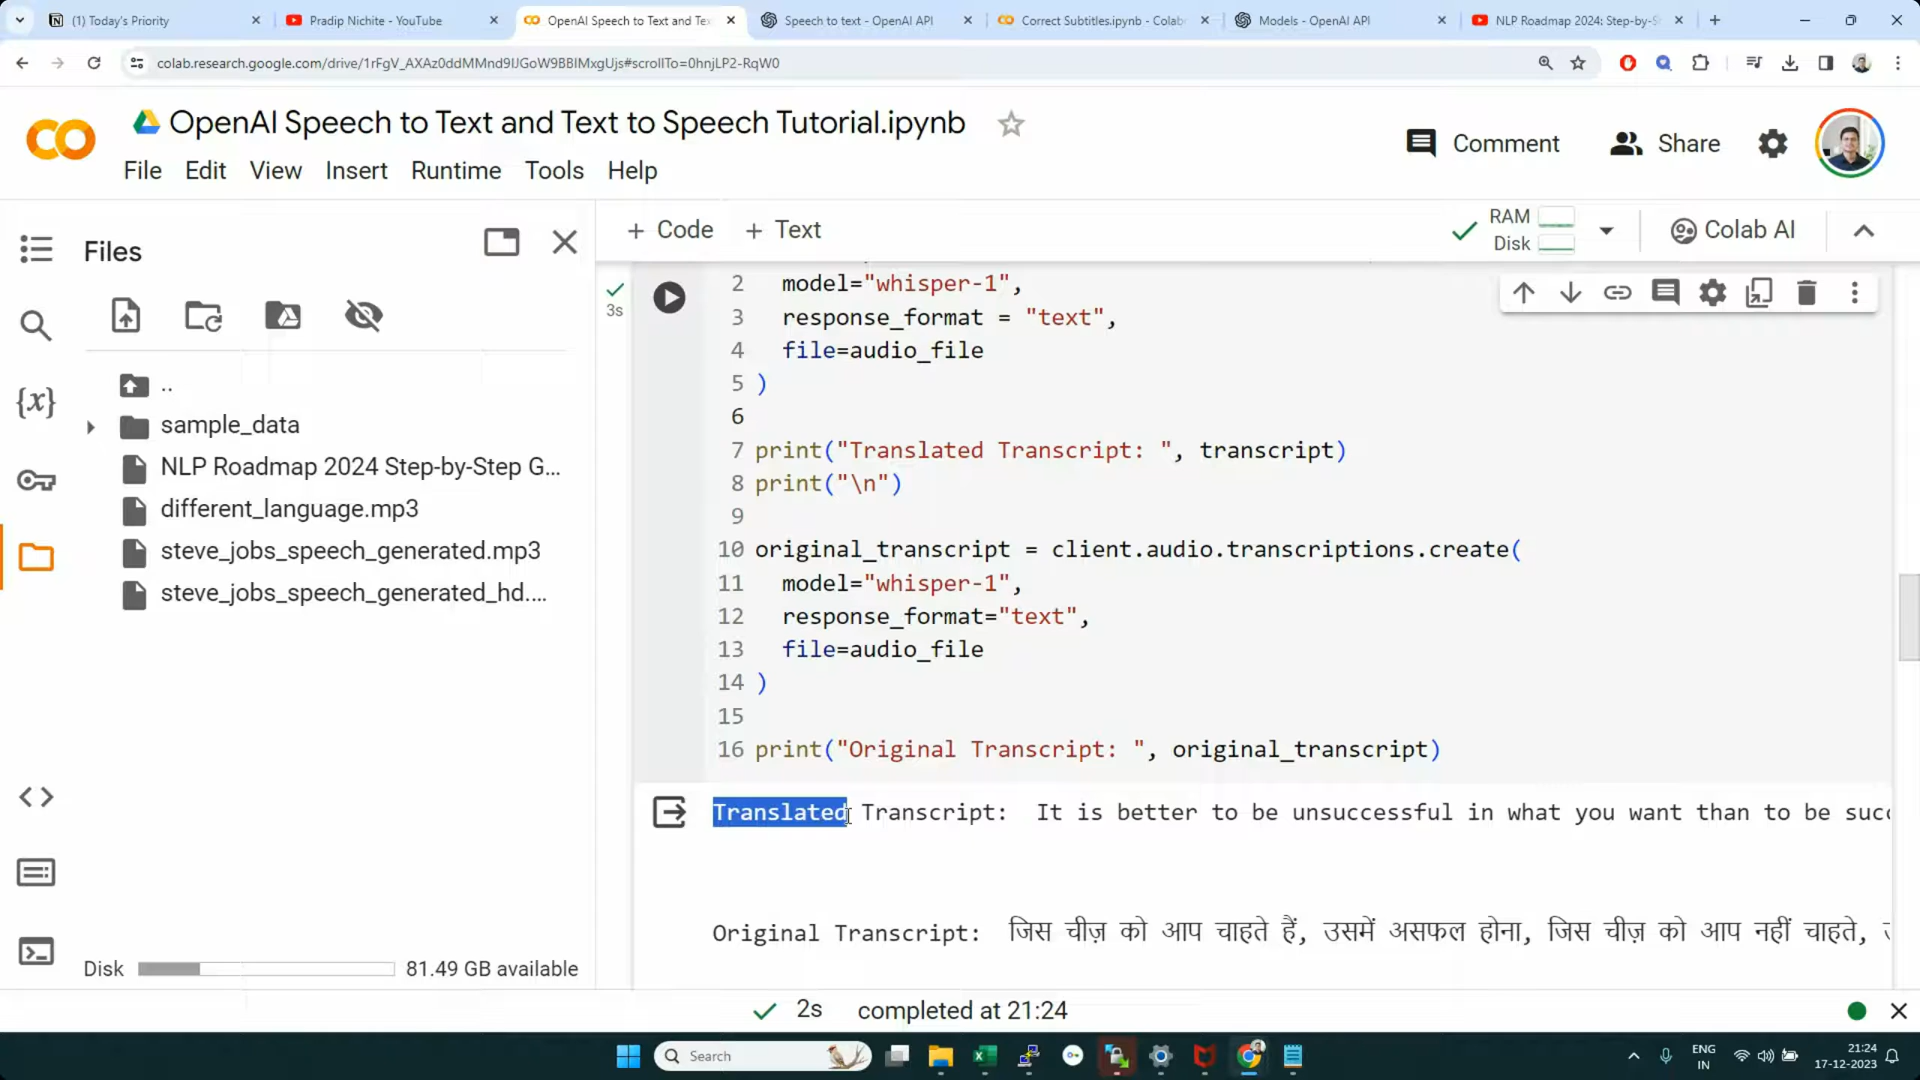 (1) Today's Priority
Pradip Nichite - YouTube
OpenAI Speech to Text and Te
Speech to text - OpenAI API
Correct Subtitles.ipynb - Colab
Models - OpenAI API
NLP Roadmap 2024: Step-by-S
colab.research.google.com/drive/1rFgV_AXAz0ddMMnd9IJGoW9BBlMxgUjs#scrollTo=0hnjLP2-RqW0
OpenAI Speech to Text and Text to Speech Tutorial.ipynb
Comment
Share
File Edit View Insert Runtime Tools Help
Files
+ Code + Text
RAM
Disk
Colab AI
..
sample_data
NLP Roadmap 2024 Step-by-Step G...
different_language.mp3
steve_jobs_speech_generated.mp3
steve_jobs_speech_generated_hd....
Disk 81.49 GB available
{x}
3s
2 model="whisper-1",
3 response_format = "text",
4 file=audio_file
5 )
6
7 print("Translated Transcript: ", transcript)
8 print("\n")
9
10 original_transcript = client.audio.transcriptions.create(
11 model="whisper-1",
12 response_format="text",
13 file=audio_file
14 )
15
16 print("Original Transcript: ", original_transcript)
Translated Transcript: It is better to be unsuccessful in what you want than to be succ
Original Transcript: जिस चीज़ को आप चाहते हैं, उसमें असफल होना, जिस चीज़ को आप नहीं चाहते,
2s completed at 21:24
Search
ENG
IN
21:24
17-12-2023